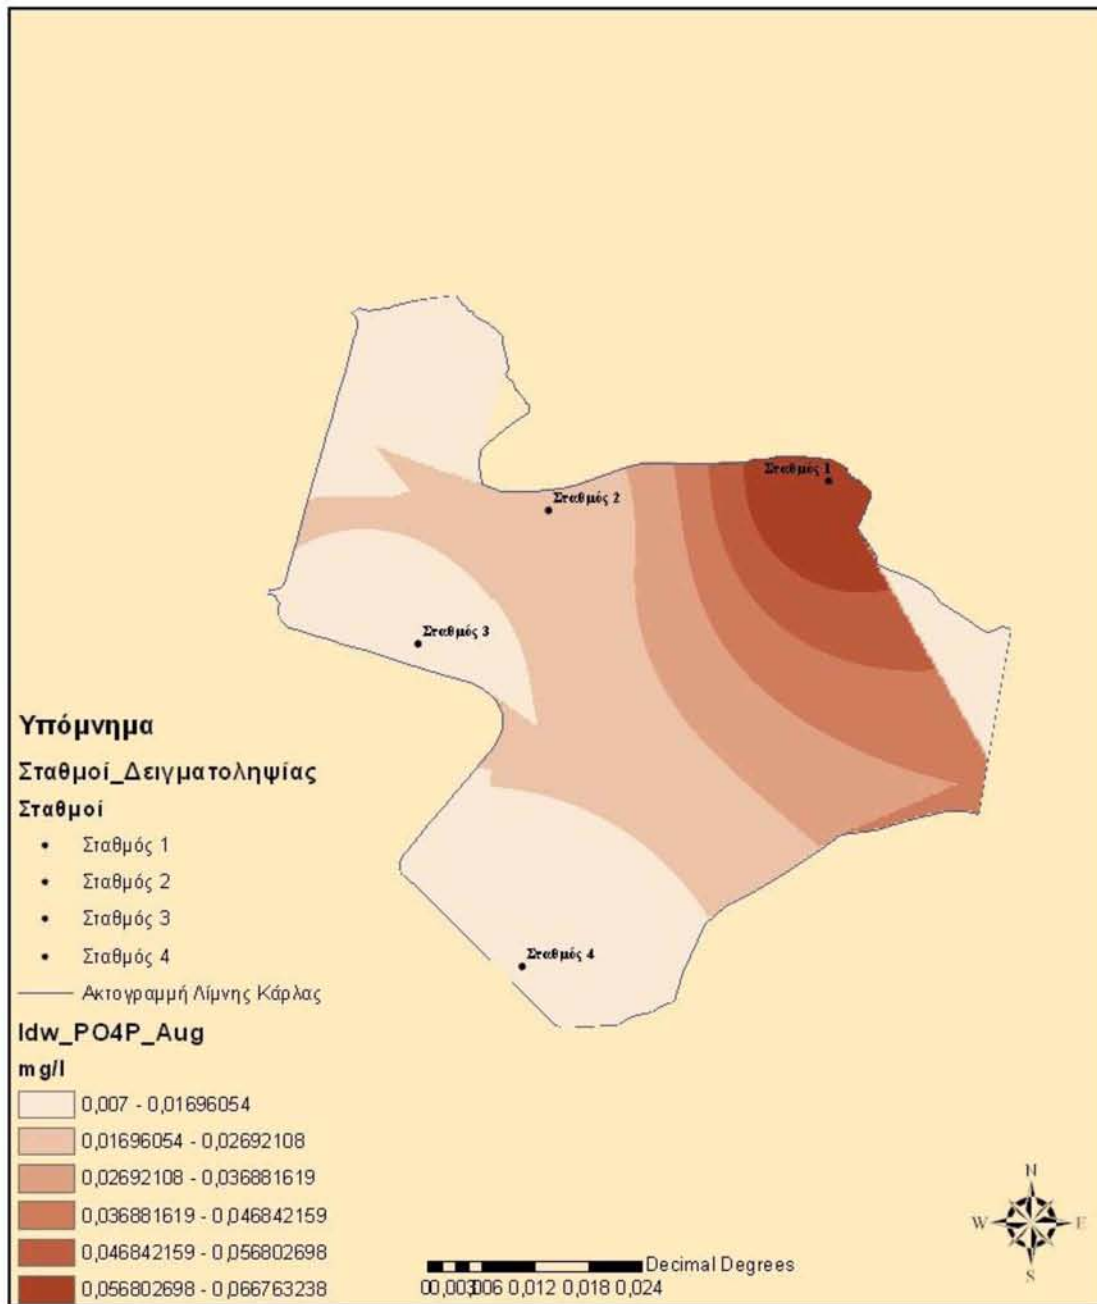 Σταθμός 1
Σταθμός 2
Σταθμός 3
Σταθμός 4
Υπόμνημα
Σταθμοί_Δειγματοληψίας
Σταθμοί
Σταθμός 1
Σταθμός 2
Σταθμός 3
Σταθμός 4
Ακτογραμμή Λίμνης Κάρλας
Idw_PO4P_Aug
mg/l
0,007 - 0,01696054
0,01696054 - 0,02692108
0,02692108 - 0,036881619
0,036881619 - 0,046842159
0,046842159 - 0,056802698
0,056802698 - 0,066763238
Decimal Degrees
0,012 0,018 0,024
N
W E
S